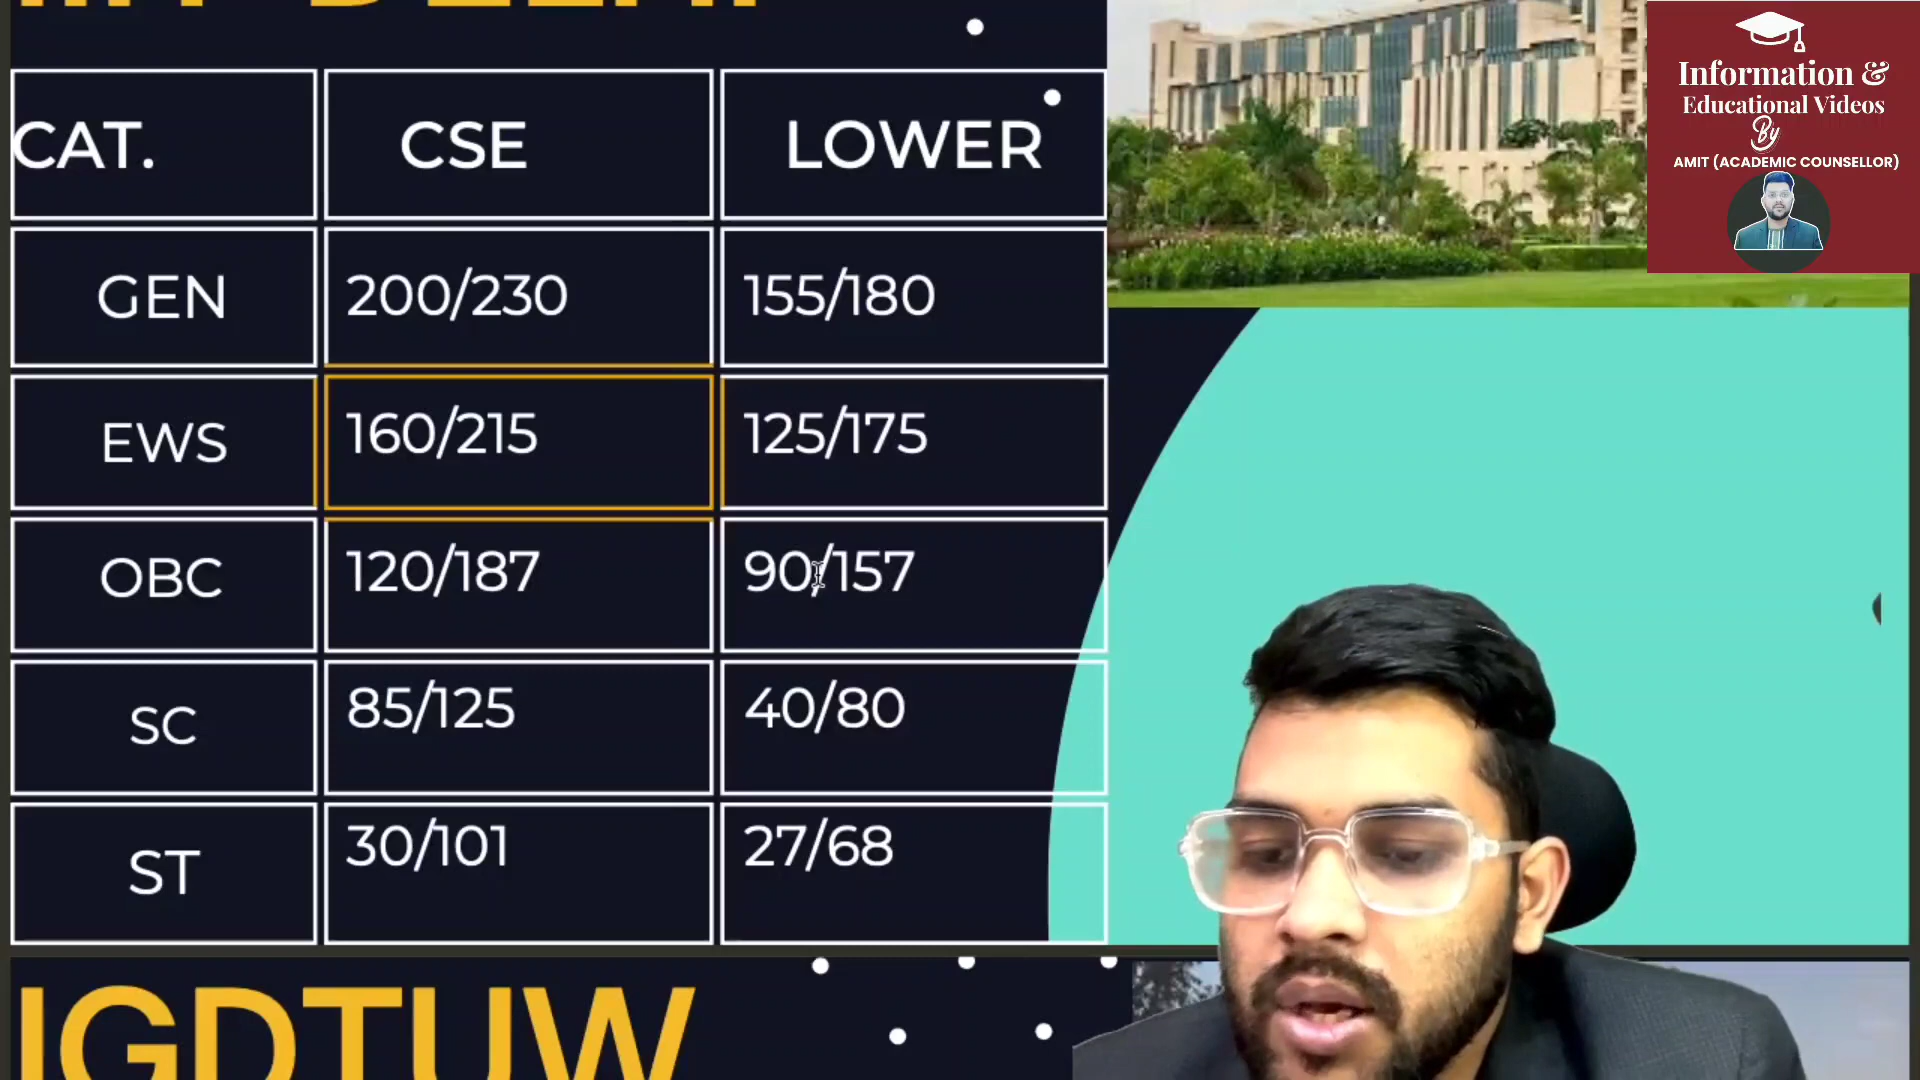 CAT. CSE LOWER
GEN 200/230 155/180
EWS 160/215 125/175
OBC 120/187 90/157
SC 85/125 40/80
ST 30/101 27/68
IGDTUW
Information &
Educational Videos
By
AMIT (ACADEMIC COUNSELLOR)